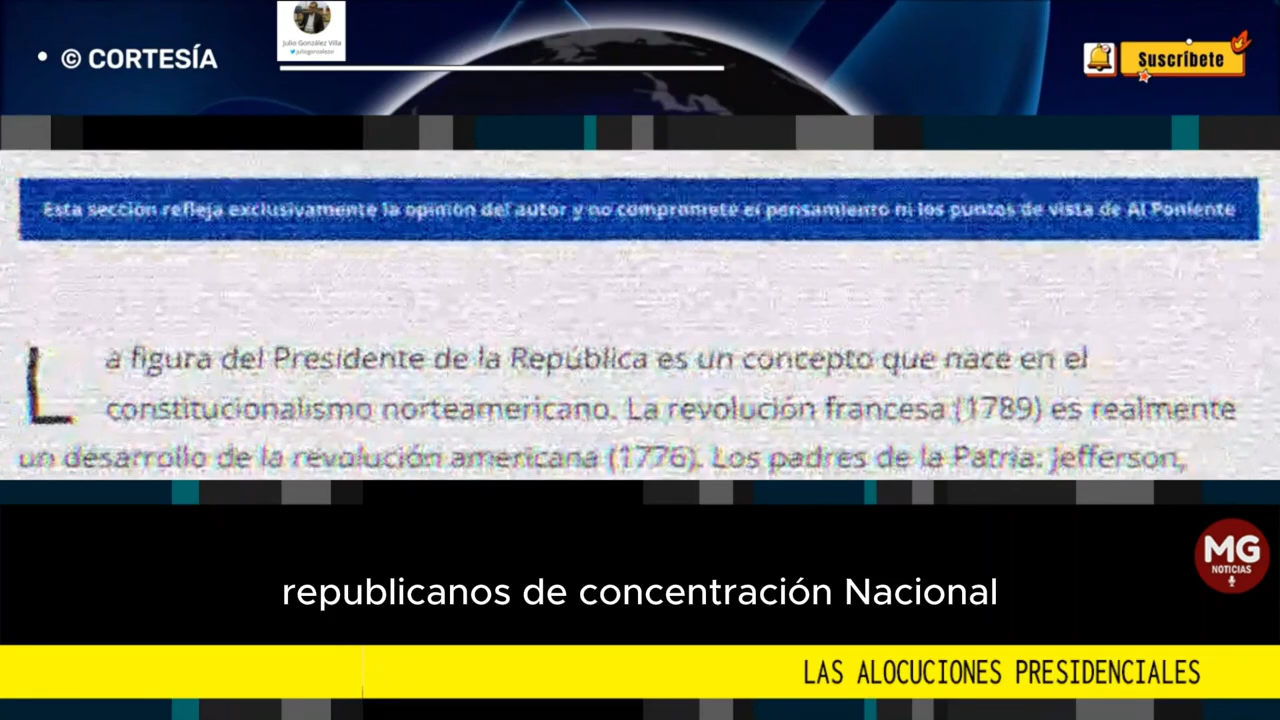 • © CORTESÍA
Julio González Villa
Suscríbete
Esta sección refleja exclusivamente la opinión del autor y no compromete el pensamiento ni los puntos de vista de Al Poniente
La figura del Presidente de la República es un concepto que nace en el
constitucionalismo norteamericano. La revolución francesa (1789) es realmente
un desarrollo de la revolución americana (1776). Los padres de la Patria: Jefferson,
MG
NOTICIAS
republicanos de concentración Nacional
LAS ALOCUCIONES PRESIDENCIALES